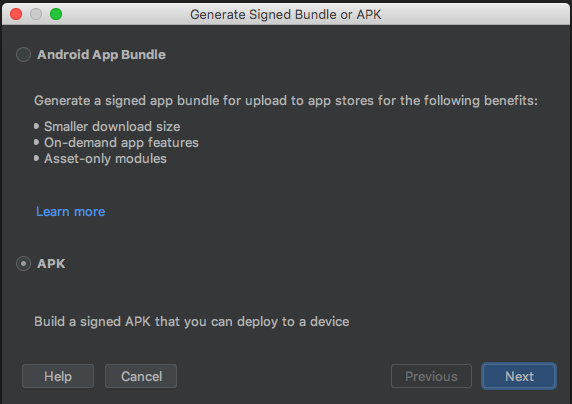 Generate Signed Bundle or APK
Android App Bundle
Generate a signed app bundle for upload to app stores for the following benefits:
• Smaller download size
• On-demand app features
• Asset-only modules
Learn more
APK
Build a signed APK that you can deploy to a device
Help Cancel Previous Next